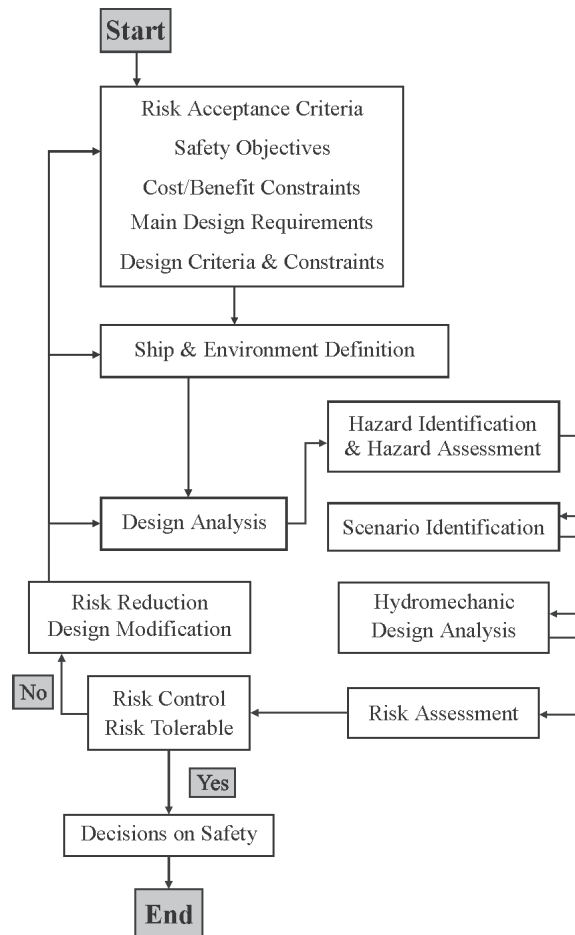 Start
Risk Acceptance Criteria
Safety Objectives
Cost/Benefit Constraints
Main Design Requirements
Design Criteria & Constraints
Ship & Environment Definition
Hazard Identification
& Hazard Assessment
Design Analysis
Scenario Identification
Risk Reduction
Design Modification
Hydromechanic
Design Analysis
No
Risk Control
Risk Tolerable
Risk Assessment
Yes
Decisions on Safety
End